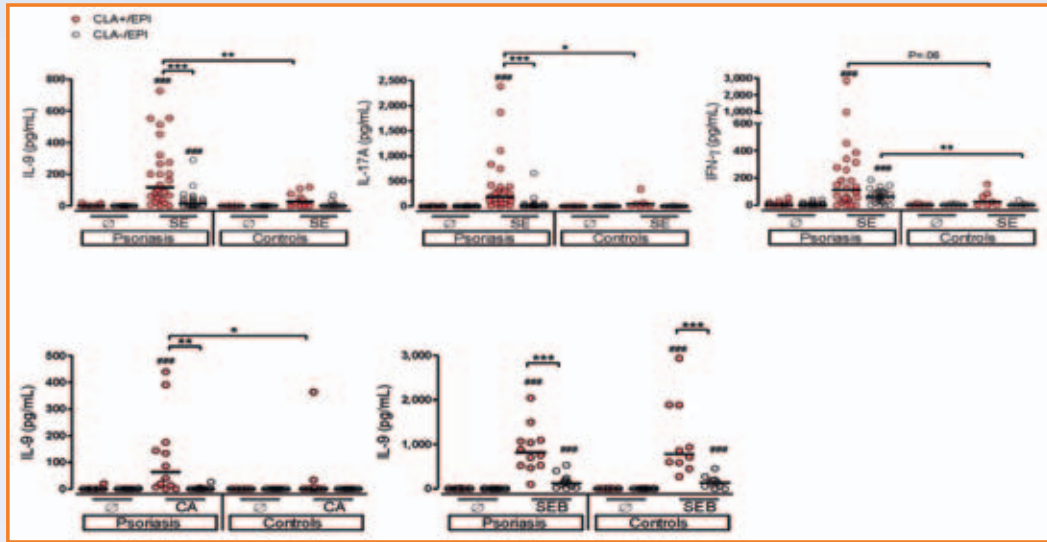 CLA+/EPI
CLA-/EPI
IL-9 (pg/mL)
800
600
400
200
0
###
***
**
###
∅
SE
∅
SE
Psoriasis
Controls
IL-17A (pg/mL)
2,500
2,000
1,500
1,000
500
0
###
***
*
∅
SE
∅
SE
Psoriasis
Controls
IFN-γ (pg/mL)
3,000
2,000
1,000
600
400
200
0
###
P=.06
###
**
∅
SE
∅
SE
Psoriasis
Controls
IL-9 (pg/mL)
500
400
300
200
100
0
###
**
*
∅
CA
∅
CA
Psoriasis
Controls
IL-9 (pg/mL)
3,000
2,000
1,000
0
###
***
###
###
***
###
∅
SEB
∅
SEB
Psoriasis
Controls